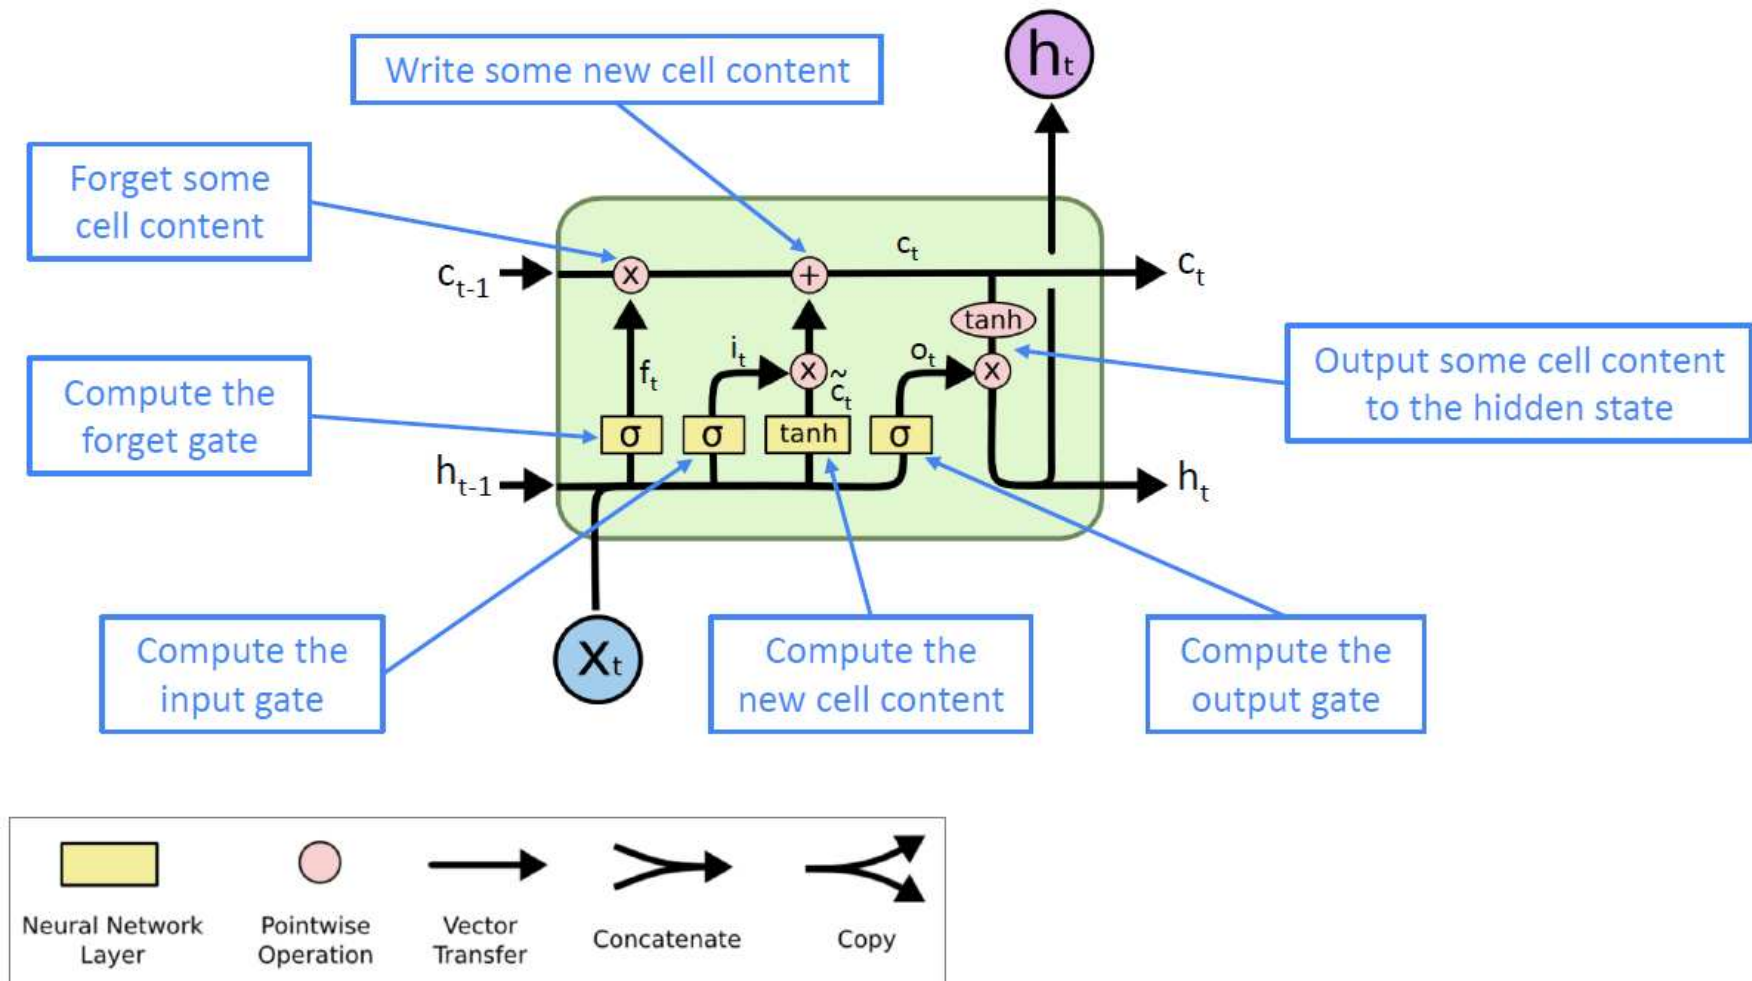 h_t
Write some new cell content
Forget some
cell content
c_t
c_{t-1}
x
+
c_t
tanh
Output some cell content
to the hidden state
i_t
o_t
f_t
x
c̃_t
x
Compute the
forget gate
σ
σ
tanh
σ
h_{t-1}
h_t
Compute the
input gate
X_t
Compute the
new cell content
Compute the
output gate
Neural Network
Layer
Pointwise
Operation
Vector
Transfer
Concatenate
Copy